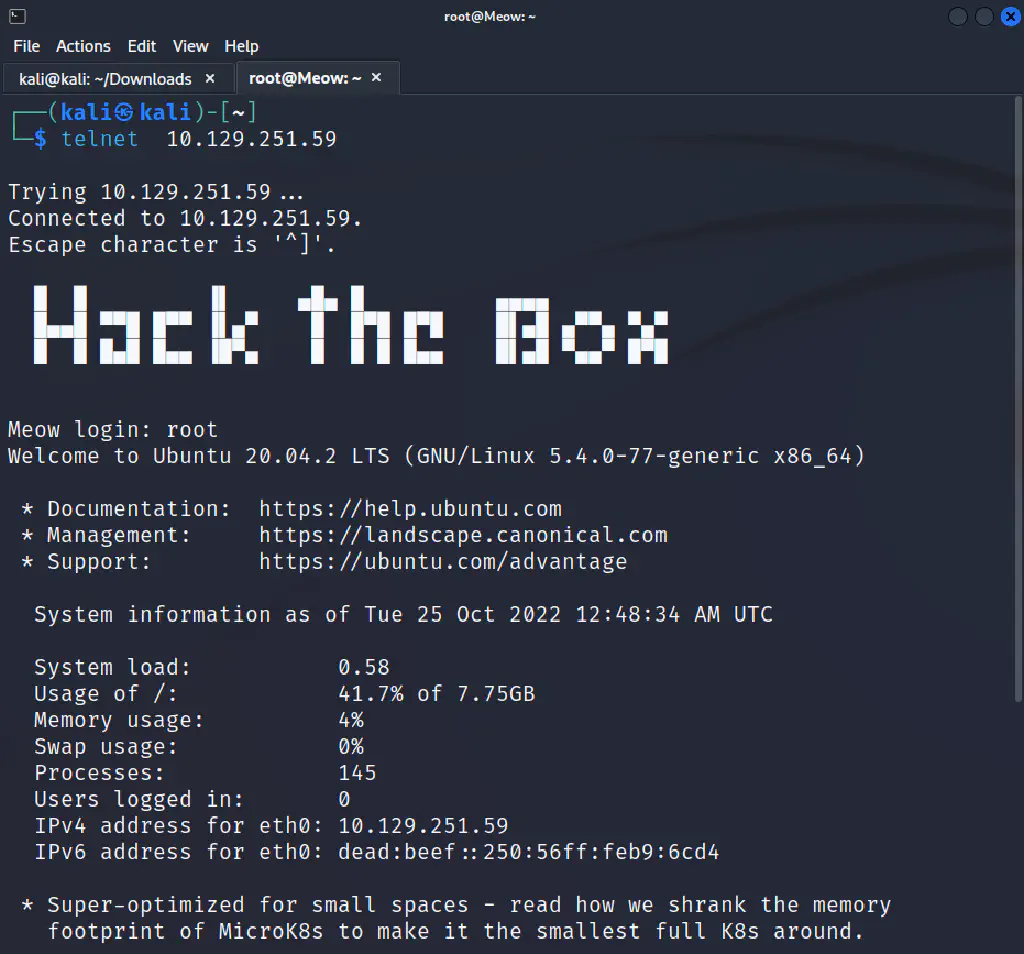 root@Meow: ~
File Actions Edit View Help
kali@kali: ~/Downloads × root@Meow: ~ ×
┌──(kali㉿kali)-[~]
└─$ telnet  10.129.251.59
Trying 10.129.251.59...
Connected to 10.129.251.59.
Escape character is '^]'.
Hack the Box
Meow login: root
Welcome to Ubuntu 20.04.2 LTS (GNU/Linux 5.4.0-77-generic x86_64)
* Documentation:  https://help.ubuntu.com
* Management:     https://landscape.canonical.com
* Support:        https://ubuntu.com/advantage
System information as of Tue 25 Oct 2022 12:48:34 AM UTC
System load:           0.58
Usage of /:            41.7% of 7.75GB
Memory usage:          4%
Swap usage:            0%
Processes:             145
Users logged in:       0
IPv4 address for eth0: 10.129.251.59
IPv6 address for eth0: dead:beef::250:56ff:feb9:6cd4
* Super-optimized for small spaces - read how we shrank the memory
footprint of MicroK8s to make it the smallest full K8s around.